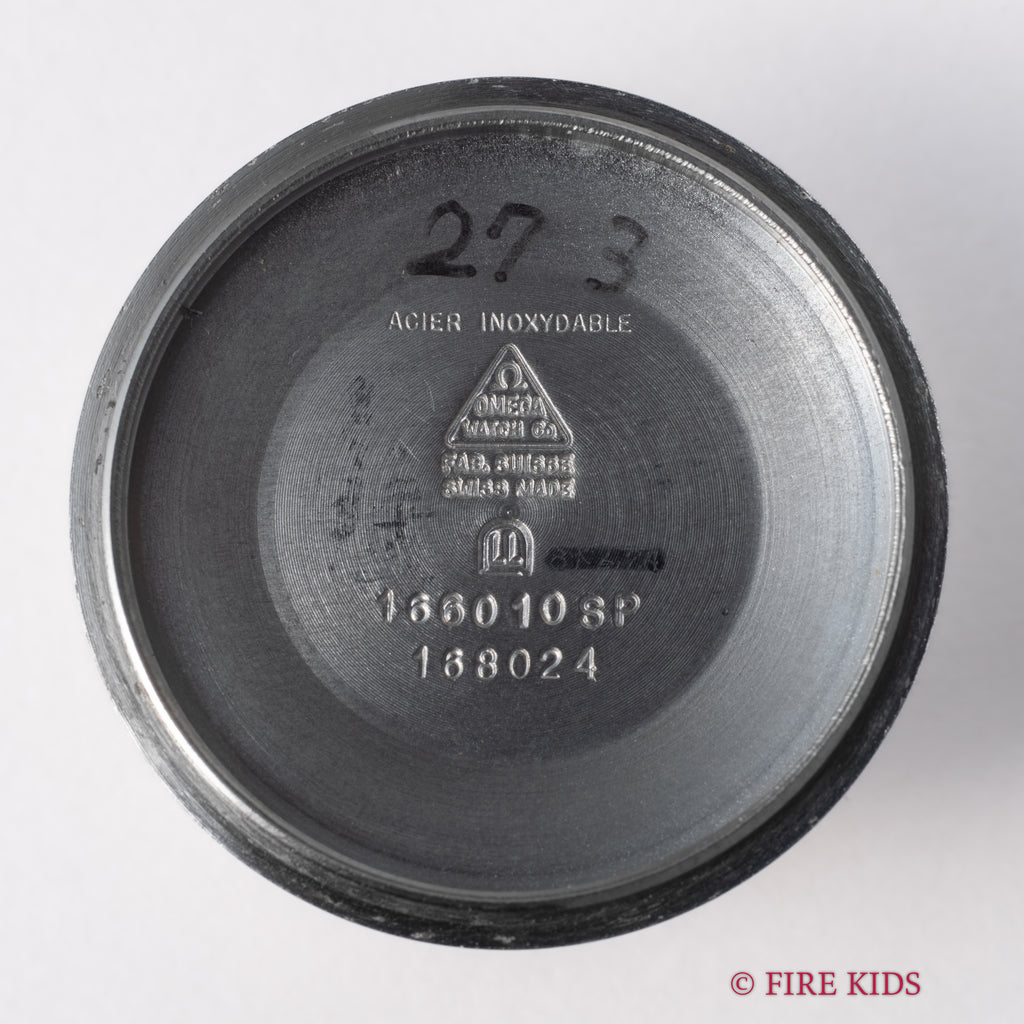 27 3
ACIER INOXYDABLE
Ω
OMEGA
WATCH Co
FAB. SUISSE
SWISS MADE
166010 SP
168024
© FIRE KIDS